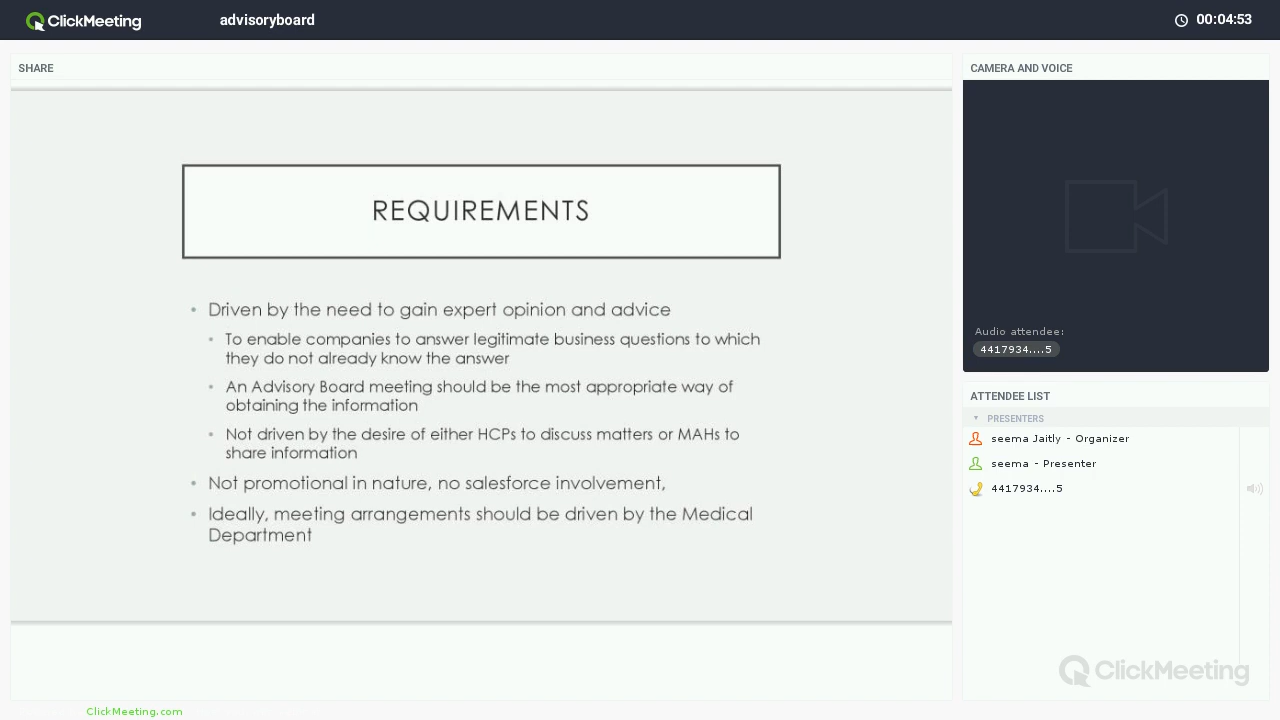 ClickMeeting
advisoryboard
00:04:53
SHARE
REQUIREMENTS
• Driven by the need to gain expert opinion and advice
• To enable companies to answer legitimate business questions to which
they do not already know the answer
• An Advisory Board meeting should be the most appropriate way of
obtaining the information
• Not driven by the desire of either HCPs to discuss matters or MAHs to
share information
• Not promotional in nature, no salesforce involvement,
• Ideally, meeting arrangements should be driven by the Medical
Department
CAMERA AND VOICE
Audio attendee:
4417934....5
ATTENDEE LIST
PRESENTERS
seema Jaitly - Organizer
seema - Presenter
4417934....5
ClickMeeting
ClickMeeting.com